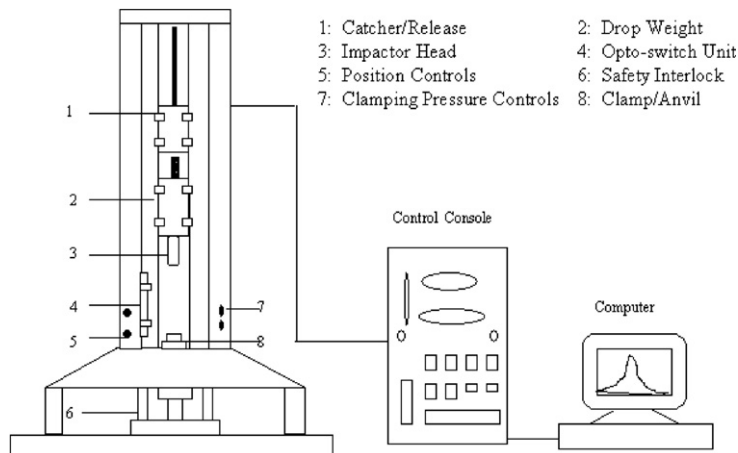 1: Catcher/Release 2: Drop Weight
3: Impactor Head 4: Opto-switch Unit
5: Position Controls 6: Safety Interlock
7: Clamping Pressure Controls 8: Clamp/Anvil
1
2
3
4
5
6
7
8
Control Console
Computer